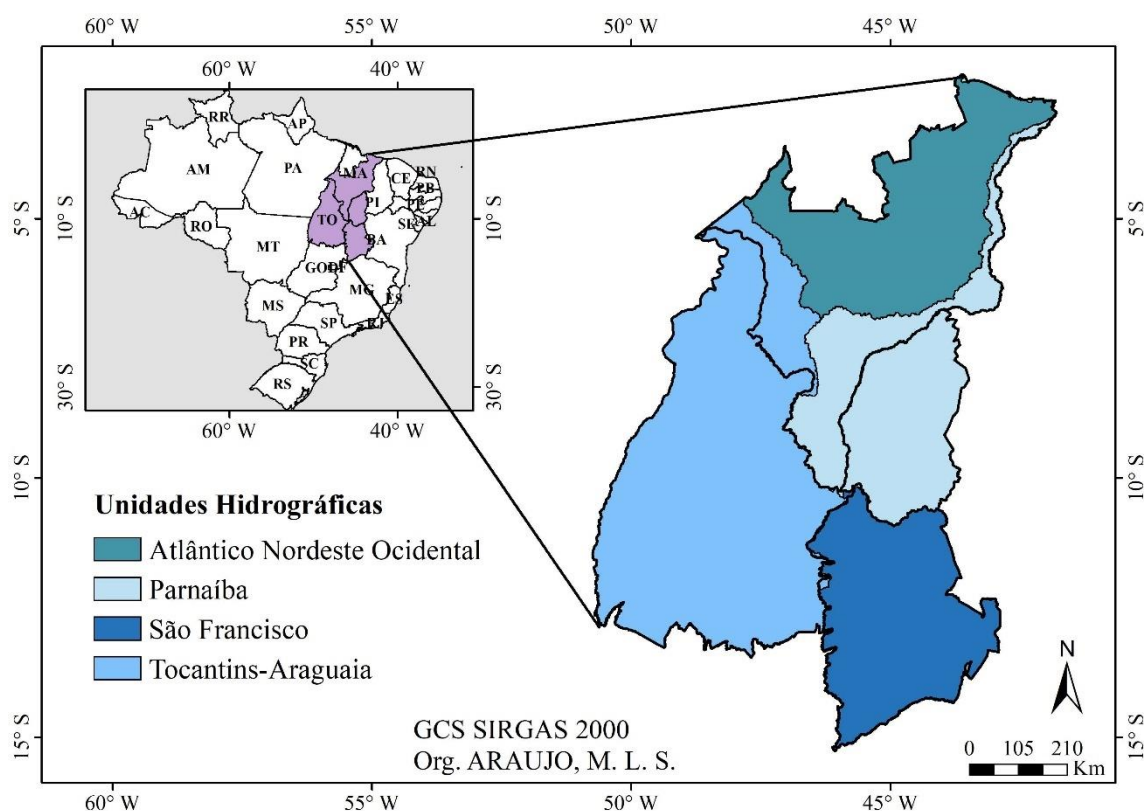 60° W 55° W 50° W 45° W
60° W 40° W
RR AP
AM PA MA CE RN
PB
PI PE
AC TO AL
RO SE
BA
MT
GO DF
MG
MS ES
SP RJ
PR
SC
RS
5° S 10° S 10° S 5° S
30° S 30° S
60° W 40° W
10° S 10° S
Unidades Hidrográficas
Atlântico Nordeste Ocidental
Parnaíba
São Francisco
Tocantins-Araguaia
N
15° S 15° S
GCS SIRGAS 2000
Org. ARAUJO, M. L. S.
0 105 210
Km
60° W 55° W 50° W 45° W